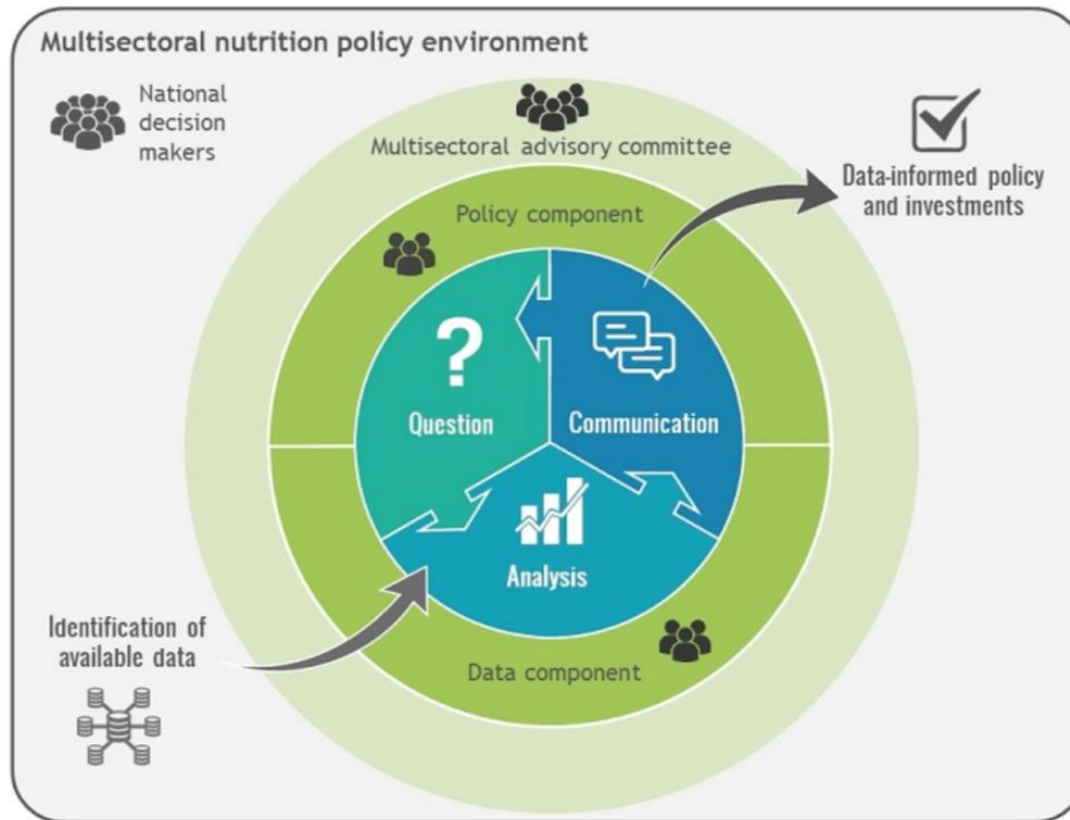 Multisectoral nutrition policy environment
National
decision
makers
Multisectoral advisory committee
Data-informed policy
and investments
Policy component
?
Question
Communication
Analysis
Identification of
available data
Data component